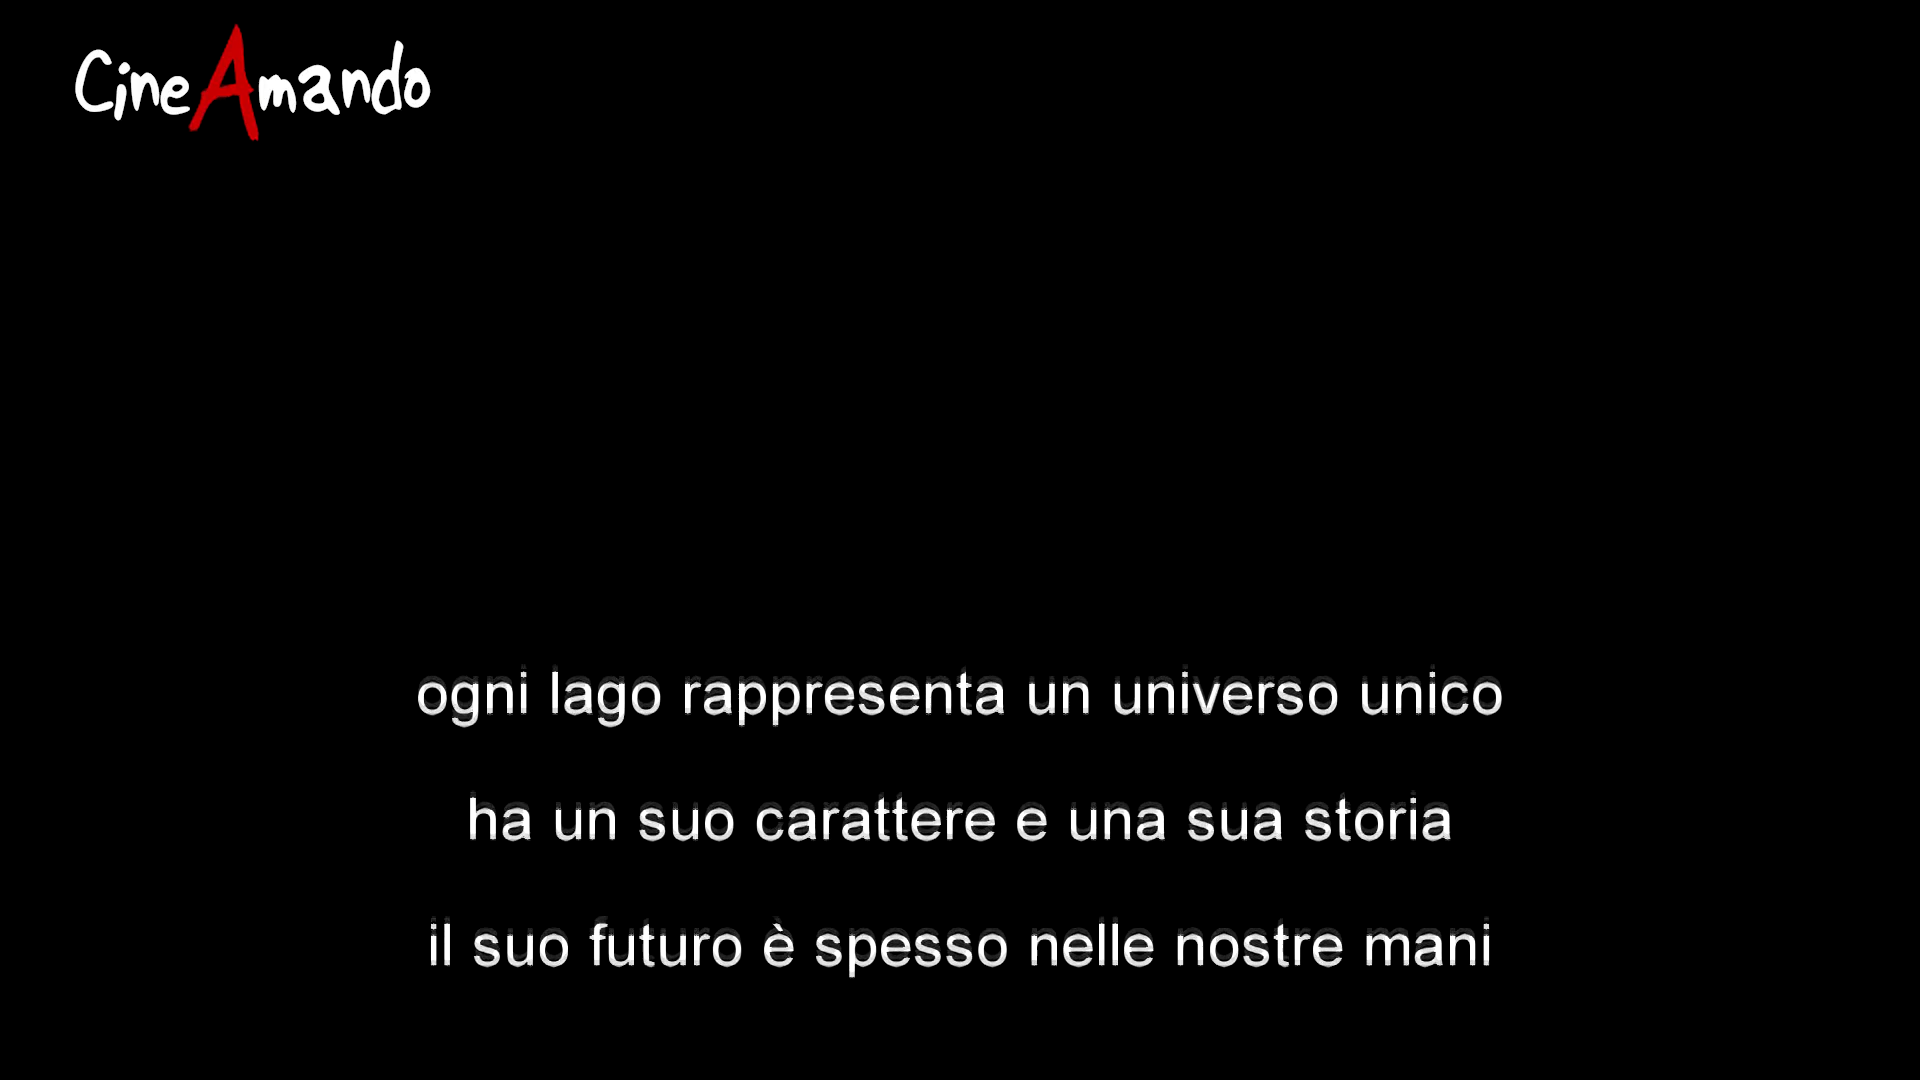 CineAmando
ogni lago rappresenta un universo unico
ha un suo carattere e una sua storia
il suo futuro è spesso nelle nostre mani